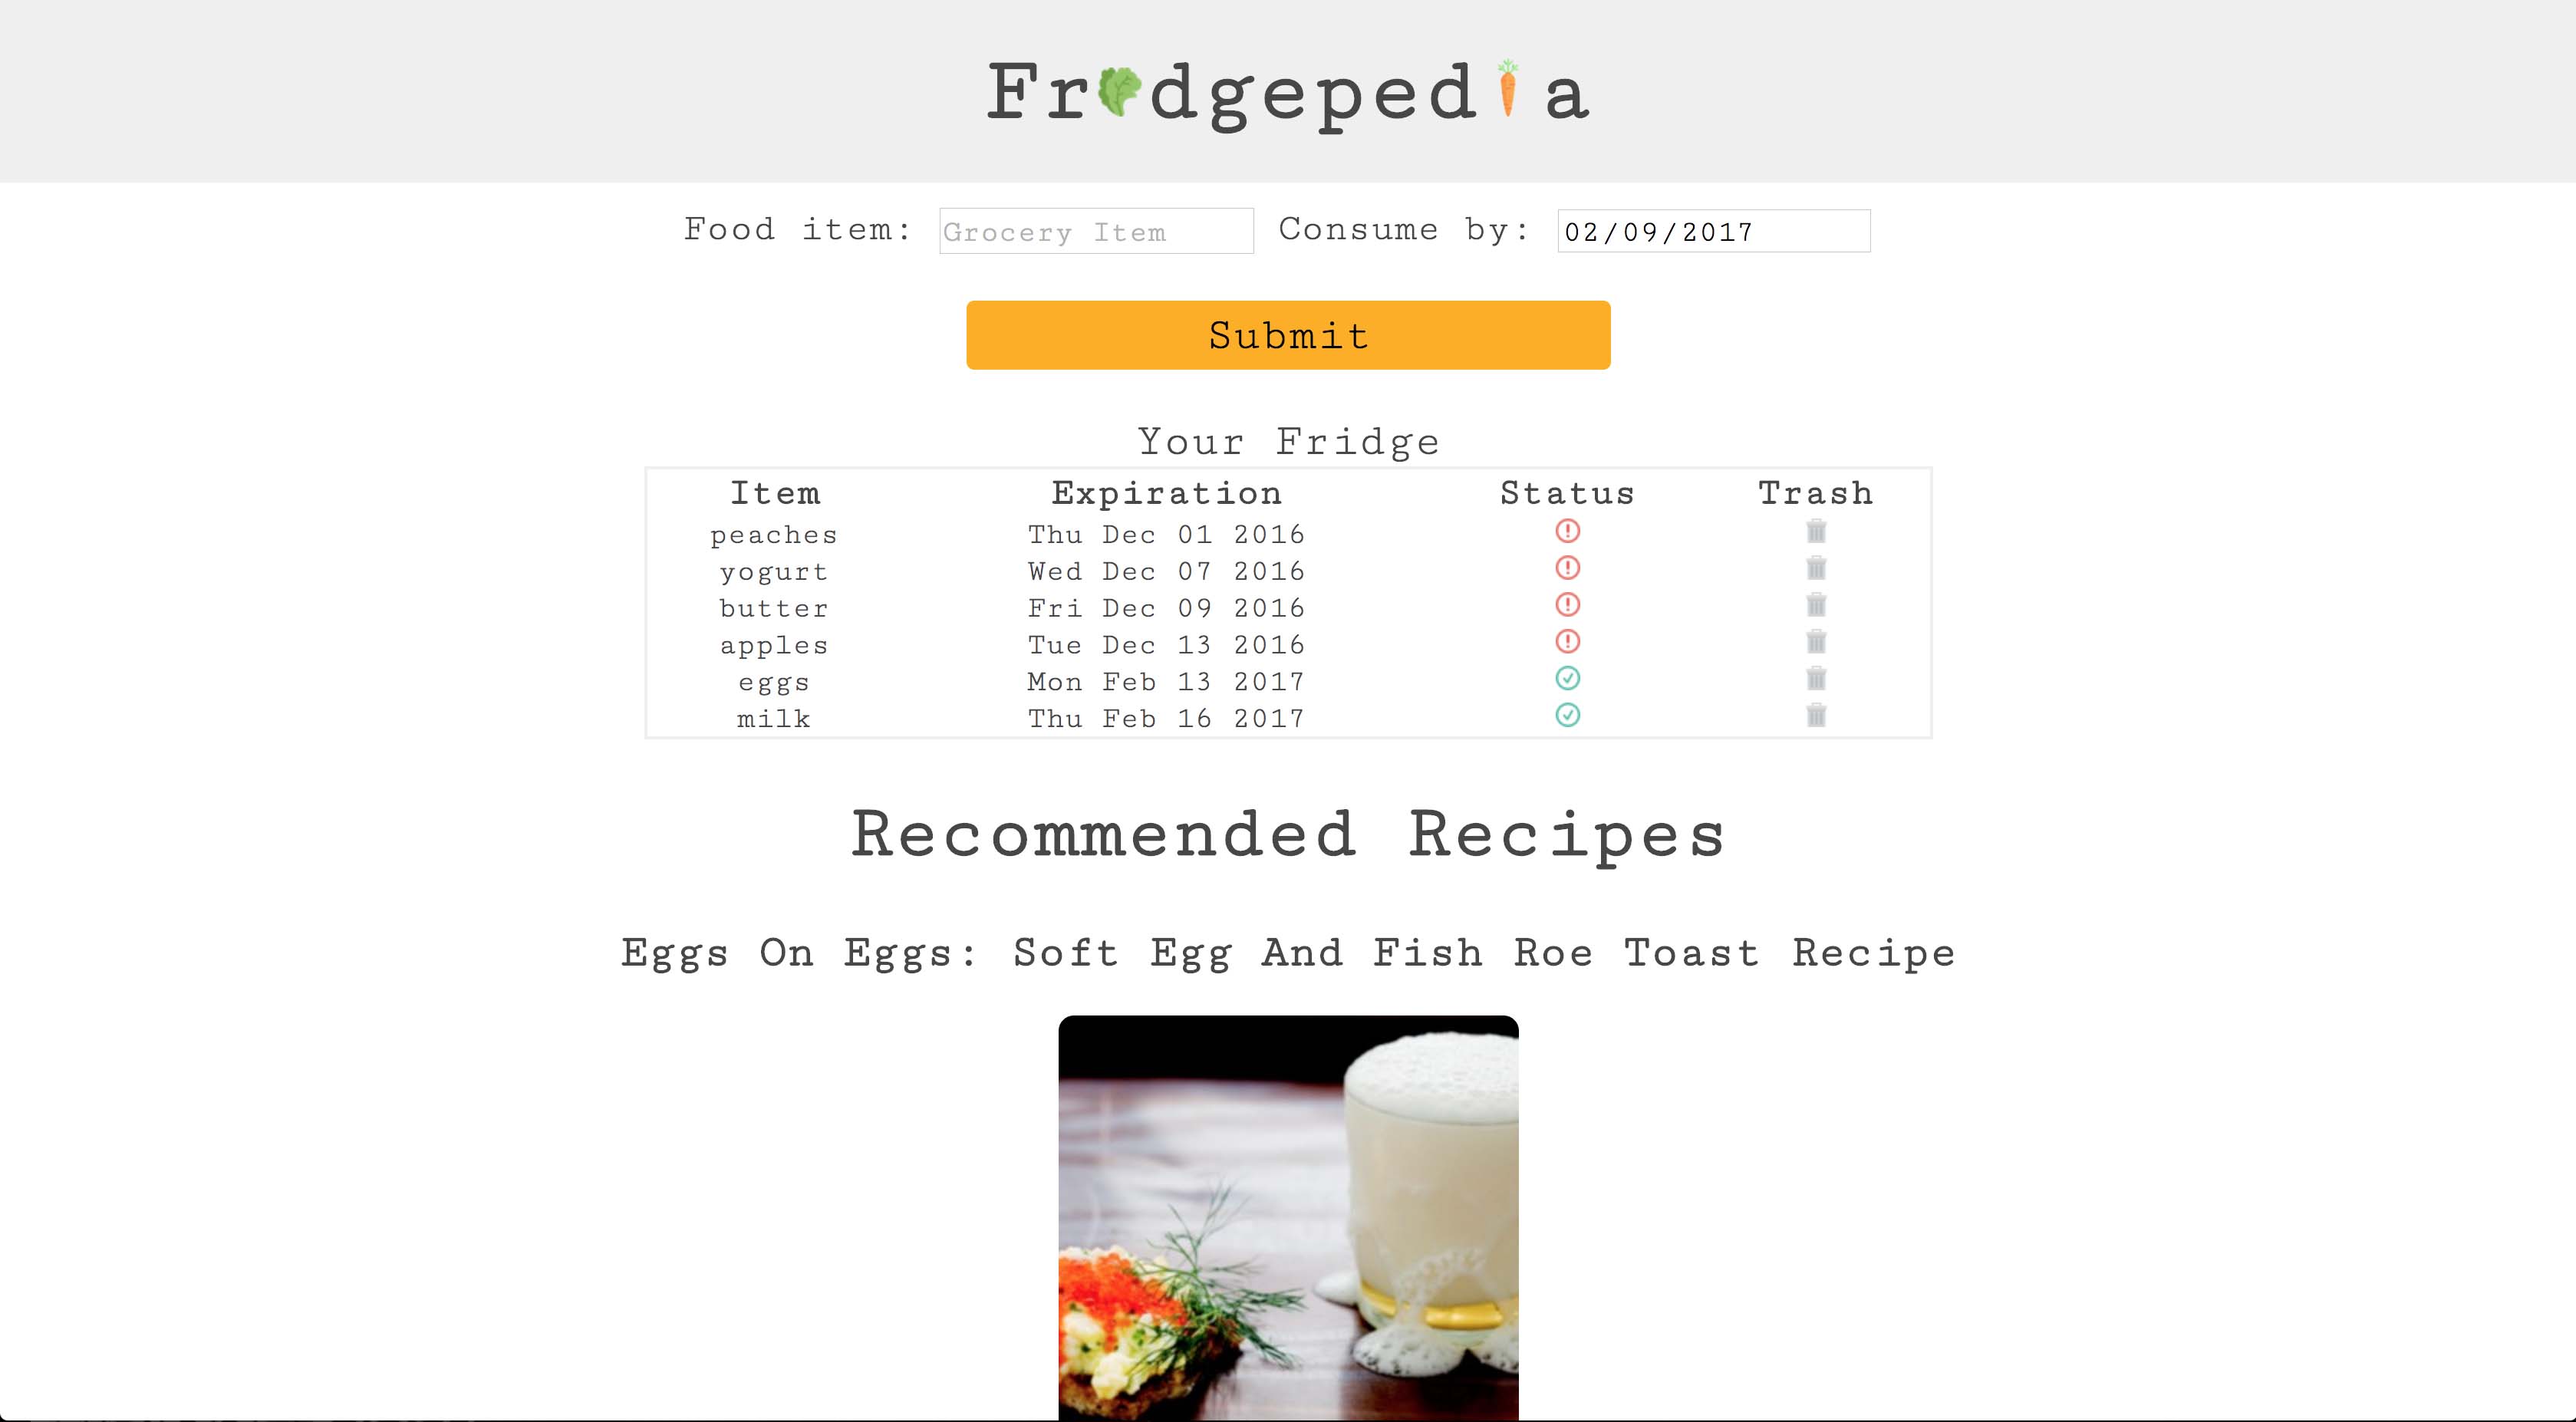 Fridgepedia
Food item: Grocery Item Consume by: 02/09/2017
Submit
Your Fridge
Item Expiration Status Trash
peaches Thu Dec 01 2016
yogurt Wed Dec 07 2016
butter Fri Dec 09 2016
apples Tue Dec 13 2016
eggs Mon Feb 13 2017
milk Thu Feb 16 2017
Recommended Recipes
Eggs On Eggs: Soft Egg And Fish Roe Toast Recipe